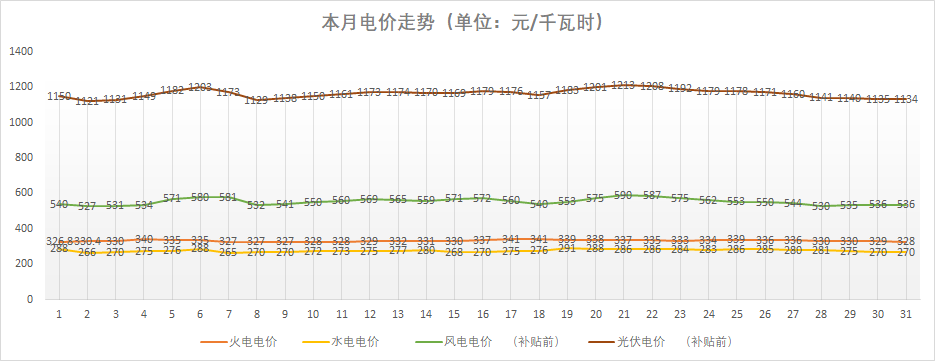 本月电价走势（单位：元/千瓦时）
1400
1200
1000
800
600
400
200
0
1150 1121 1131 1149 1182 1203 1173 1129 1138 1150 1161 1173 1174 1170 1169 1179 1176 1157 1183 1201 1213 1208 1192 1179 1178 1171 1160 1141 1140 1135 1134
540 527 531 534 571 580 581 532 541 550 560 569 565 559 571 572 560 540 553 575 590 587 575 562 553 550 544 530 535 536 536
326.8 330.4 330 340 335 335 327 327 327 328 328 329 332 331 330 337 341 341 339 338 337 335 333 334 339 336 336 330 330 329 328
288 266 270 275 276 288 265 270 270 272 273 275 277 280 268 270 275 276 291 288 286 286 284 283 286 285 280 281 275 270 270
1 2 3 4 5 6 7 8 9 10 11 12 13 14 15 16 17 18 19 20 21 22 23 24 25 26 27 28 29 30 31
火电电价 水电电价 风电电价 （补贴前） 光伏电价 （补贴前）